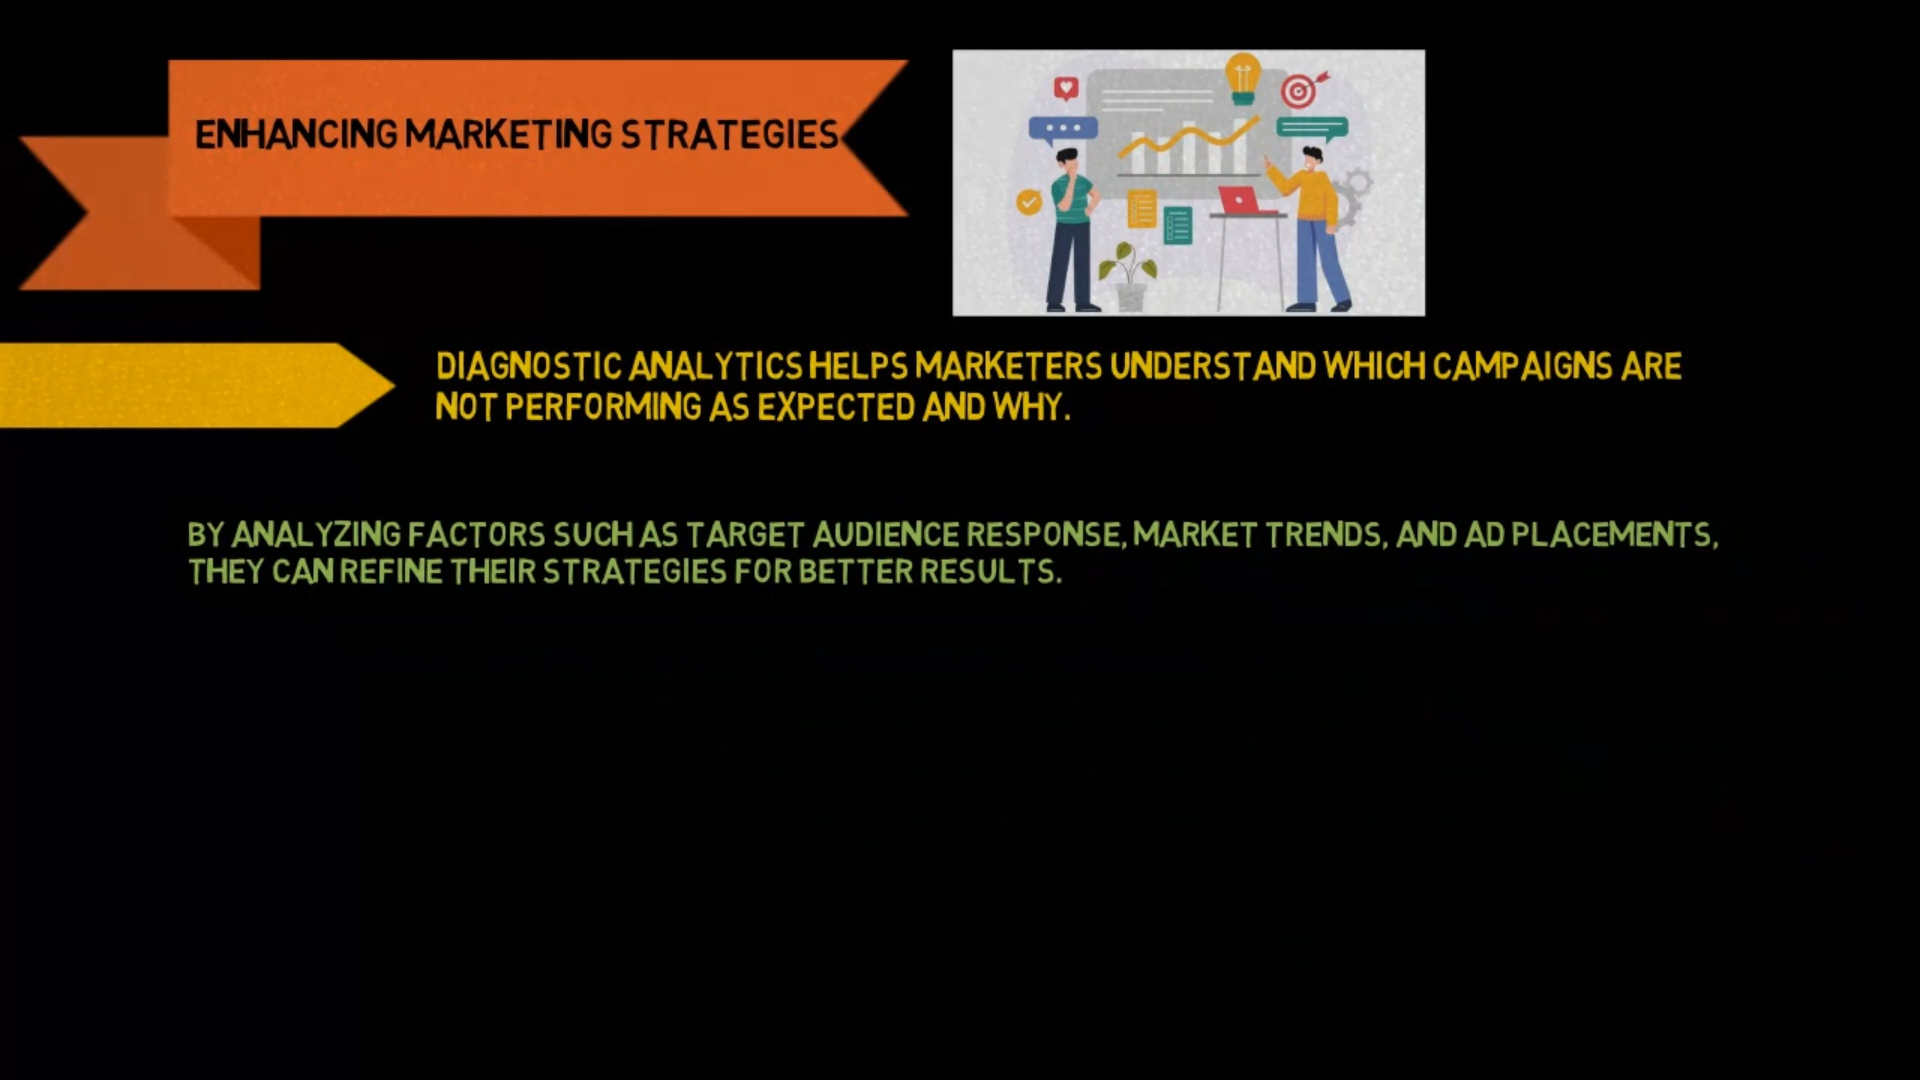 ENHANCING MARKETING STRATEGIES
DIAGNOSTIC ANALYTICS HELPS MARKETERS UNDERSTAND WHICH CAMPAIGNS ARE
NOT PERFORMING AS EXPECTED AND WHY.
BY ANALYZING FACTORS SUCH AS TARGET AUDIENCE RESPONSE, MARKET TRENDS, AND AD PLACEMENTS,
THEY CAN REFINE THEIR STRATEGIES FOR BETTER RESULTS.